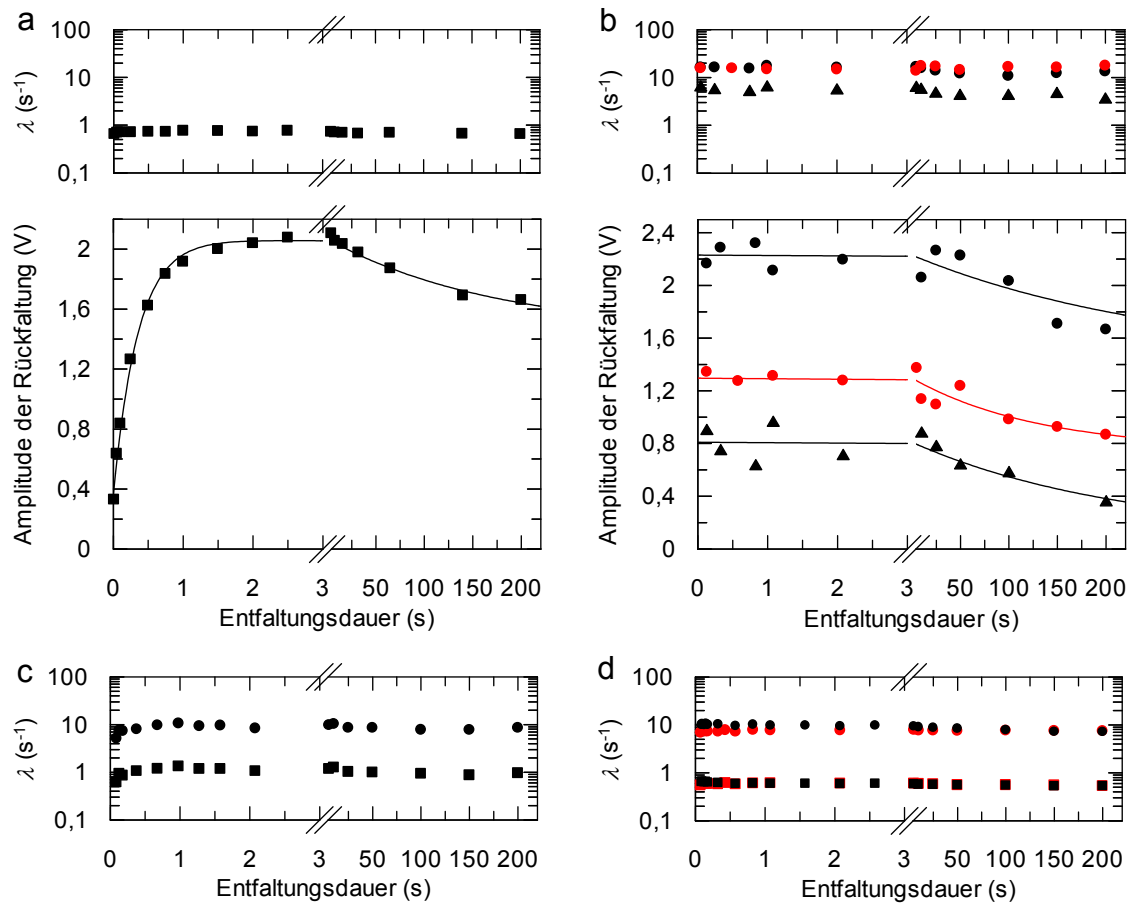 a
b
100
10
1
0,1
λ (s⁻¹)
100
10
1
0,1
λ (s⁻¹)
2
1,6
1,2
0,8
0,4
0
Amplitude der Rückfaltung (V)
2,4
2
1,6
1,2
0,8
0,4
0
Amplitude der Rückfaltung (V)
0 1 2 3 50 100 150 200
Entfaltungsdauer (s)
0 1 2 3 50 100 150 200
Entfaltungsdauer (s)
c
d
100
10
1
0,1
λ (s⁻¹)
100
10
1
0,1
λ (s⁻¹)
0 1 2 3 50 100 150 200
Entfaltungsdauer (s)
0 1 2 3 50 100 150 200
Entfaltungsdauer (s)